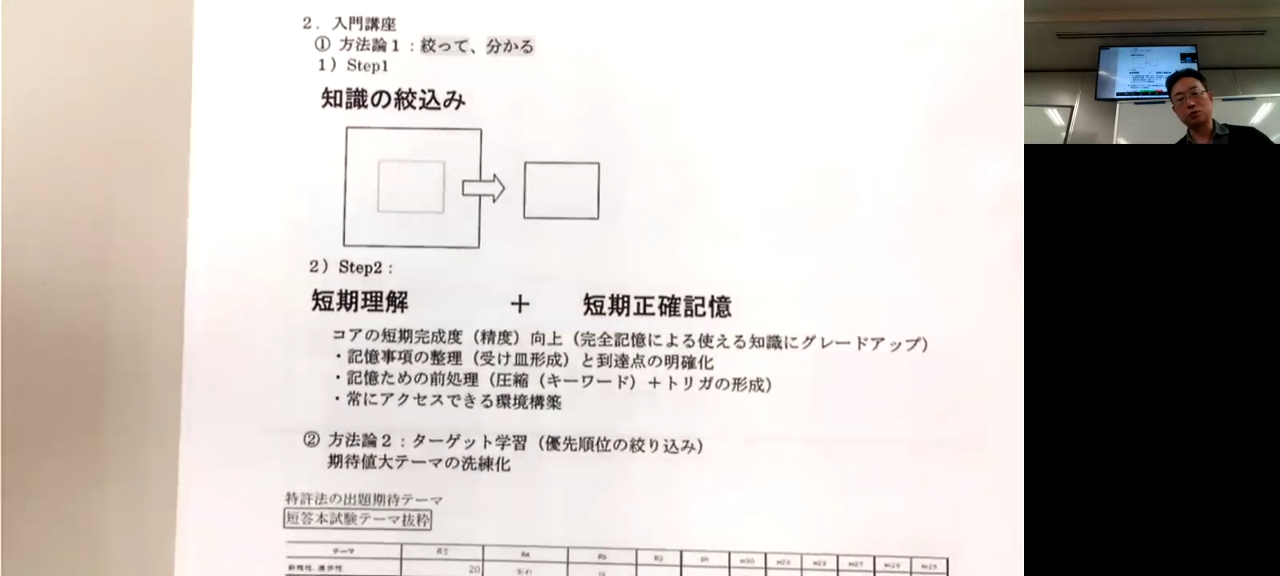 2．入門講座
① 方法論1：絞って、分かる
1）Step1
知識の絞込み
2）Step2：
短期理解 ＋ 短期正確記憶
コアの短期完成度（精度）向上（完全記憶による使える知識にグレードアップ）
・記憶事項の整理（受け皿形成）と到達点の明確化
・記憶ための前処理（圧縮（キーワード）＋トリガの形成）
・常にアクセスできる環境構築
② 方法論2：ターゲット学習（優先順位の絞り込み）
期待値大テーマの洗練化
特許法の出題期待テーマ
短答本試験テーマ抜粋
テーマ
新規性、進歩性 20